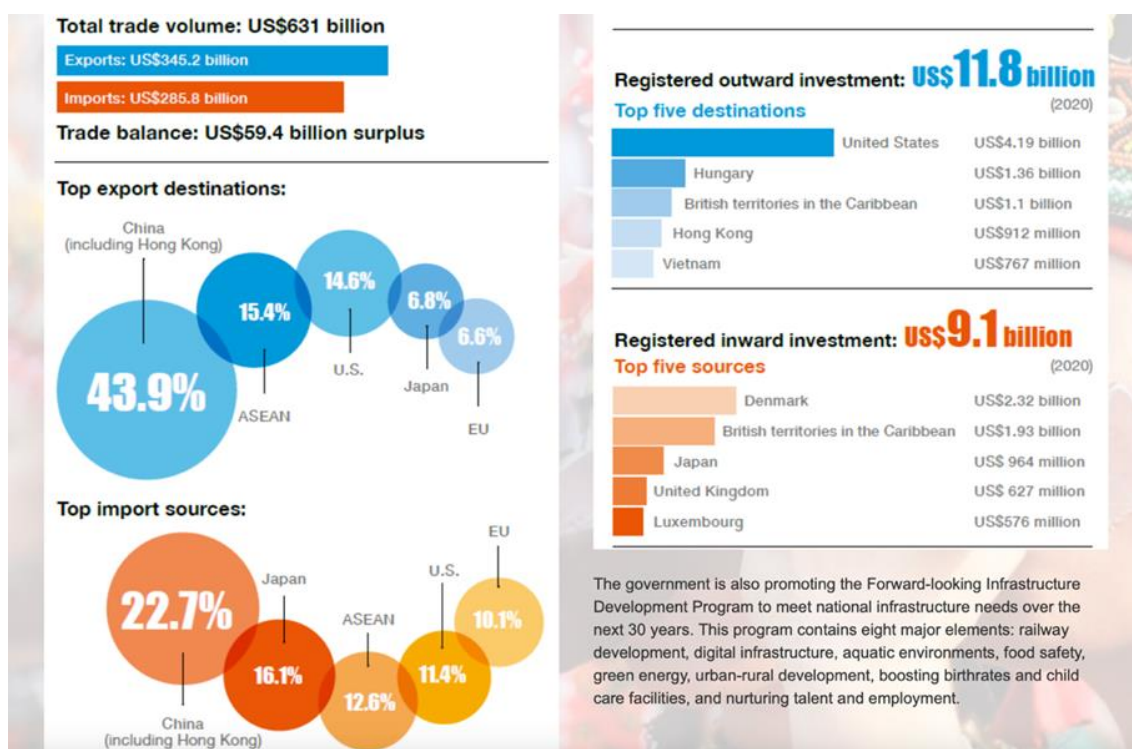 Total trade volume: US$631 billion
Exports: US$345.2 billion
Imports: US$285.8 billion
Trade balance: US$59.4 billion surplus
Top export destinations:
China
(including Hong Kong)
43.9%
15.4%
ASEAN
14.6%
U.S.
6.8%
Japan
6.6%
EU
Top import sources:
22.7%
China
(including Hong Kong)
Japan
16.1%
ASEAN
12.6%
U.S.
11.4%
EU
10.1%
Registered outward investment: US$11.8 billion
(2020)
Top five destinations
United States US$4.19 billion
Hungary US$1.36 billion
British territories in the Caribbean US$1.1 billion
Hong Kong US$912 million
Vietnam US$767 million
Registered inward investment: US$9.1 billion
(2020)
Top five sources
Denmark US$2.32 billion
British territories in the Caribbean US$1.93 billion
Japan US$ 964 million
United Kingdom US$ 627 million
Luxembourg US$576 million
The government is also promoting the Forward-looking Infrastructure
Development Program to meet national infrastructure needs over the
next 30 years. This program contains eight major elements: railway
development, digital infrastructure, aquatic environments, food safety,
green energy, urban-rural development, boosting birthrates and child
care facilities, and nurturing talent and employment.